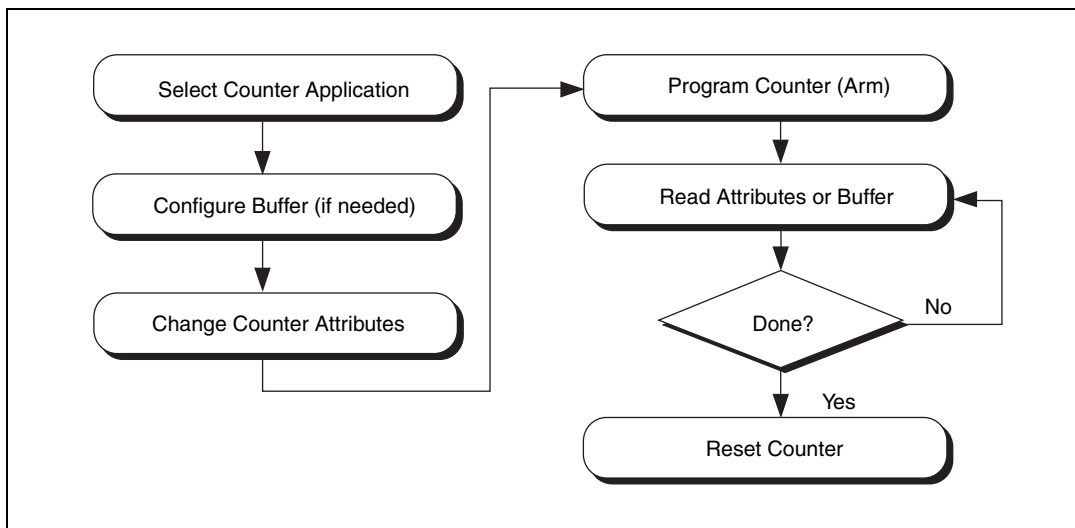 Select Counter Application
Configure Buffer (if needed)
Change Counter Attributes
Program Counter (Arm)
Read Attributes or Buffer
Done?
No
Yes
Reset Counter